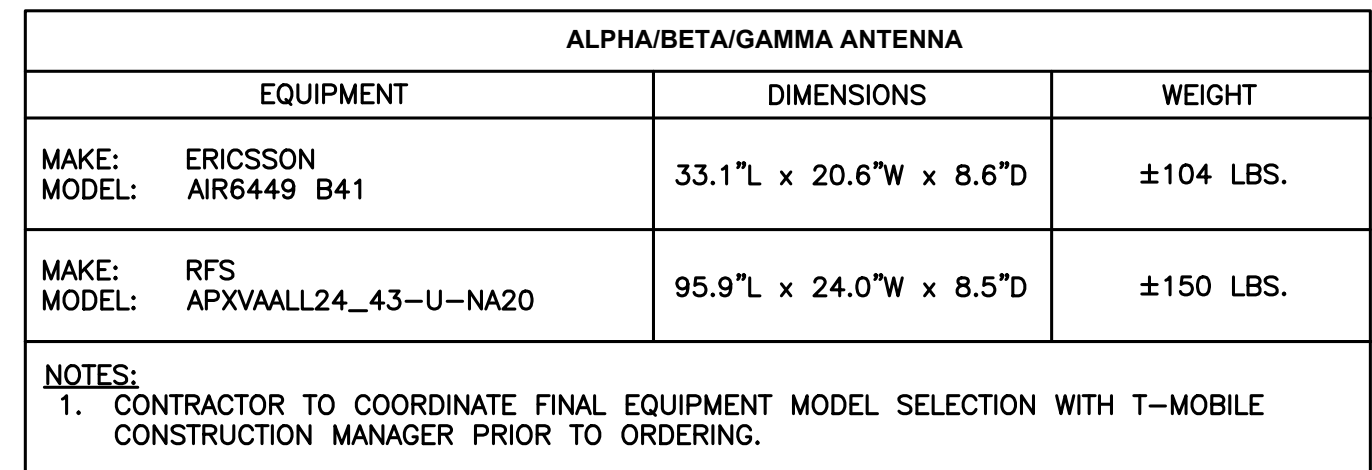 ALPHA/BETA/GAMMA ANTENNA
EQUIPMENT DIMENSIONS WEIGHT
MAKE: ERICSSON
MODEL: AIR6449 B41
33.1"L x 20.6"W x 8.6"D
±104 LBS.
MAKE: RFS
MODEL: APXVAALL24_43-U-NA20
95.9"L x 24.0"W x 8.5"D
±150 LBS.
NOTES:
1. CONTRACTOR TO COORDINATE FINAL EQUIPMENT MODEL SELECTION WITH T-MOBILE
CONSTRUCTION MANAGER PRIOR TO ORDERING.